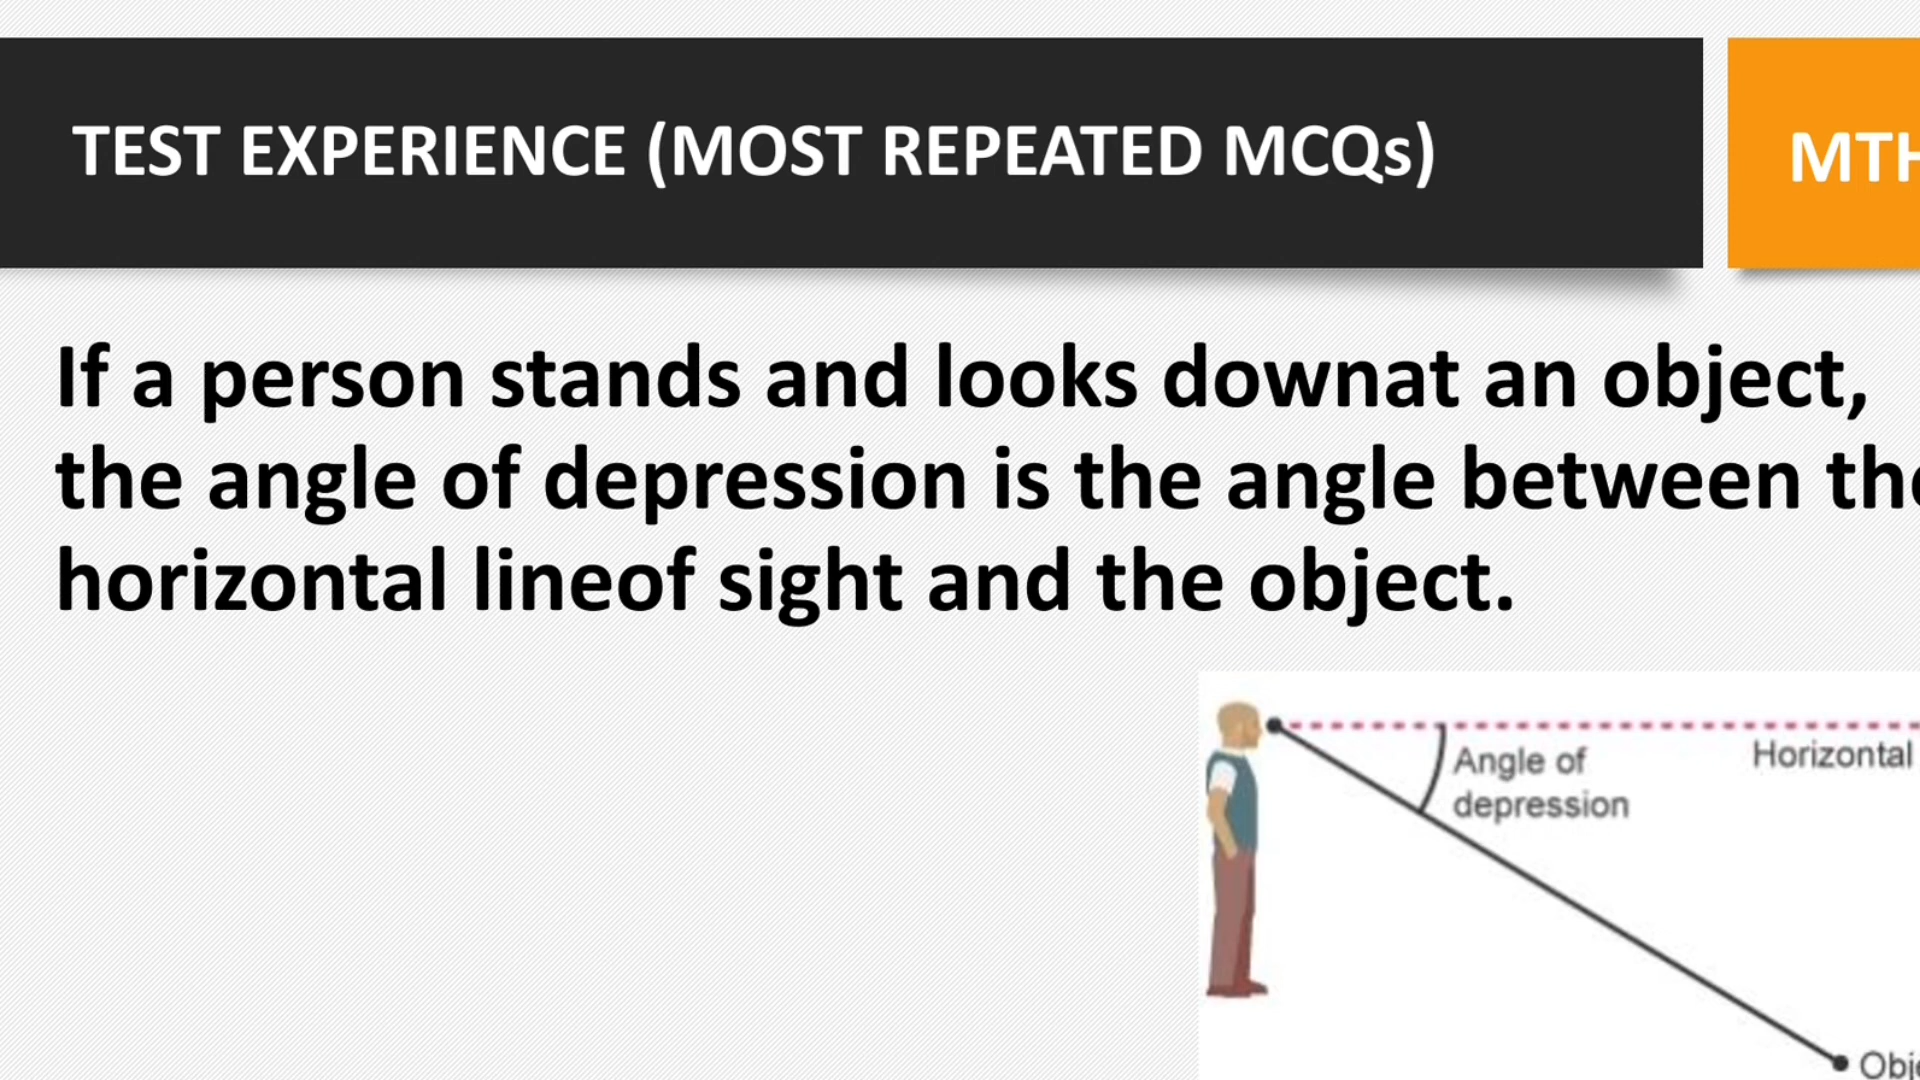 TEST EXPERIENCE (MOST REPEATED MCQs)
MTH
If a person stands and looks downat an object,
the angle of depression is the angle between the
horizontal lineof sight and the object.
Horizontal
Angle of
depression